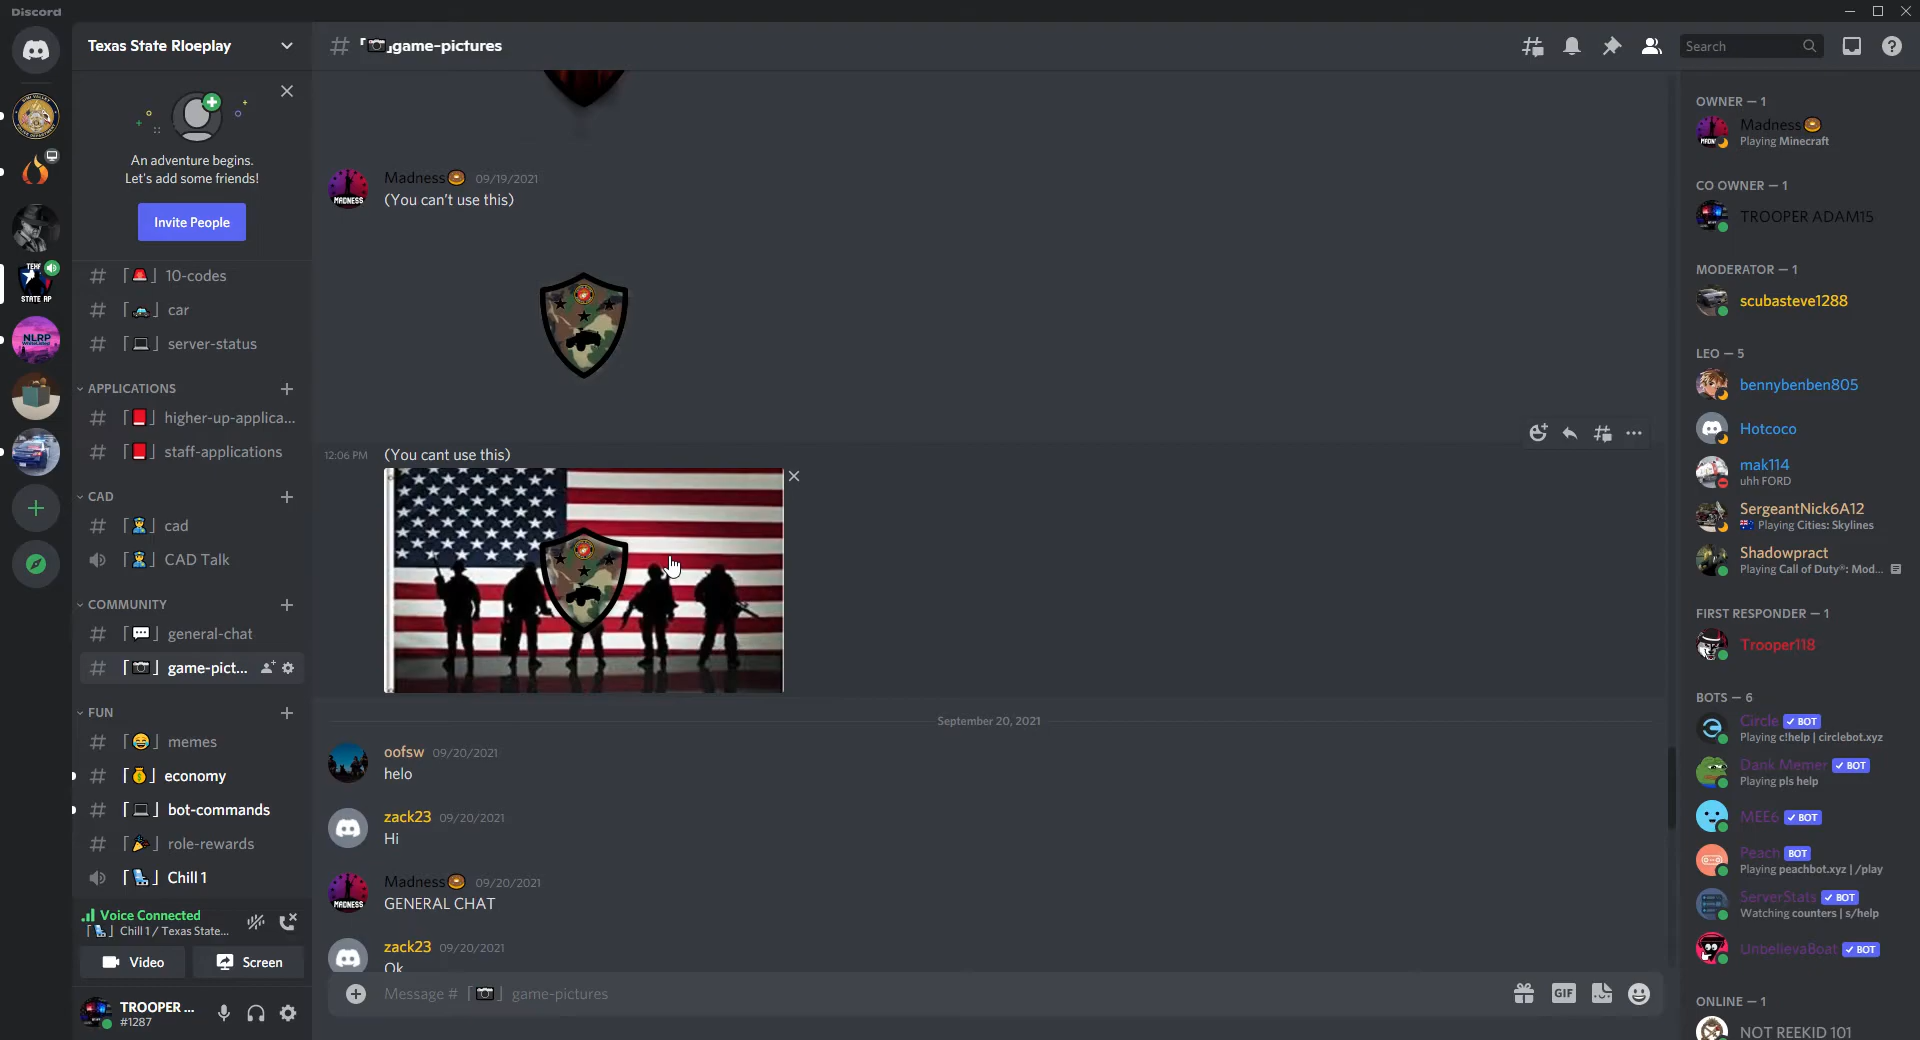 Discord
Texas State Rloeplay
「📷」game-pictures
Search
An adventure begins.
Let's add some friends!
Invite People
10-codes
car
server-status
APPLICATIONS
higher-up-applica...
staff-applications
CAD
cad
CAD Talk
COMMUNITY
general-chat
game-pict...
FUN
memes
economy
bot-commands
role-rewards
Chill 1
Voice Connected
Chill 1 / Texas State...
Video
Screen
TROOPER ...
#1287
STATE RP
NLRP
Madness 09/19/2021
MADNESS
(You can't use this)
12:06 PM
(You cant use this)
September 20, 2021
oofsw 09/20/2021
helo
zack23 09/20/2021
Hi
Madness 09/20/2021
MADNESS
GENERAL CHAT
zack23 09/20/2021
Ok
Message # 「📷」 game-pictures
GIF
OWNER — 1
Madness
Playing Minecraft
CO OWNER — 1
TROOPER ADAM15
MODERATOR — 1
scubasteve1288
LEO — 5
bennybenben805
Hotcoco
mak114
uhh FORD
SergeantNick6A12
Playing Cities: Skylines
Shadowpract
Playing Call of Duty®: Mod...
FIRST RESPONDER — 1
Trooper118
BOTS — 6
Circle ✓ BOT
Playing c!help | circlebot.xyz
Dank Memer ✓ BOT
Playing pls help
MEE6 ✓ BOT
Peach BOT
Playing peachbot.xyz | /play
ServerStats ✓ BOT
Watching counters | s/help
UnbelievaBoat ✓ BOT
ONLINE — 1
NOT REEKID 101